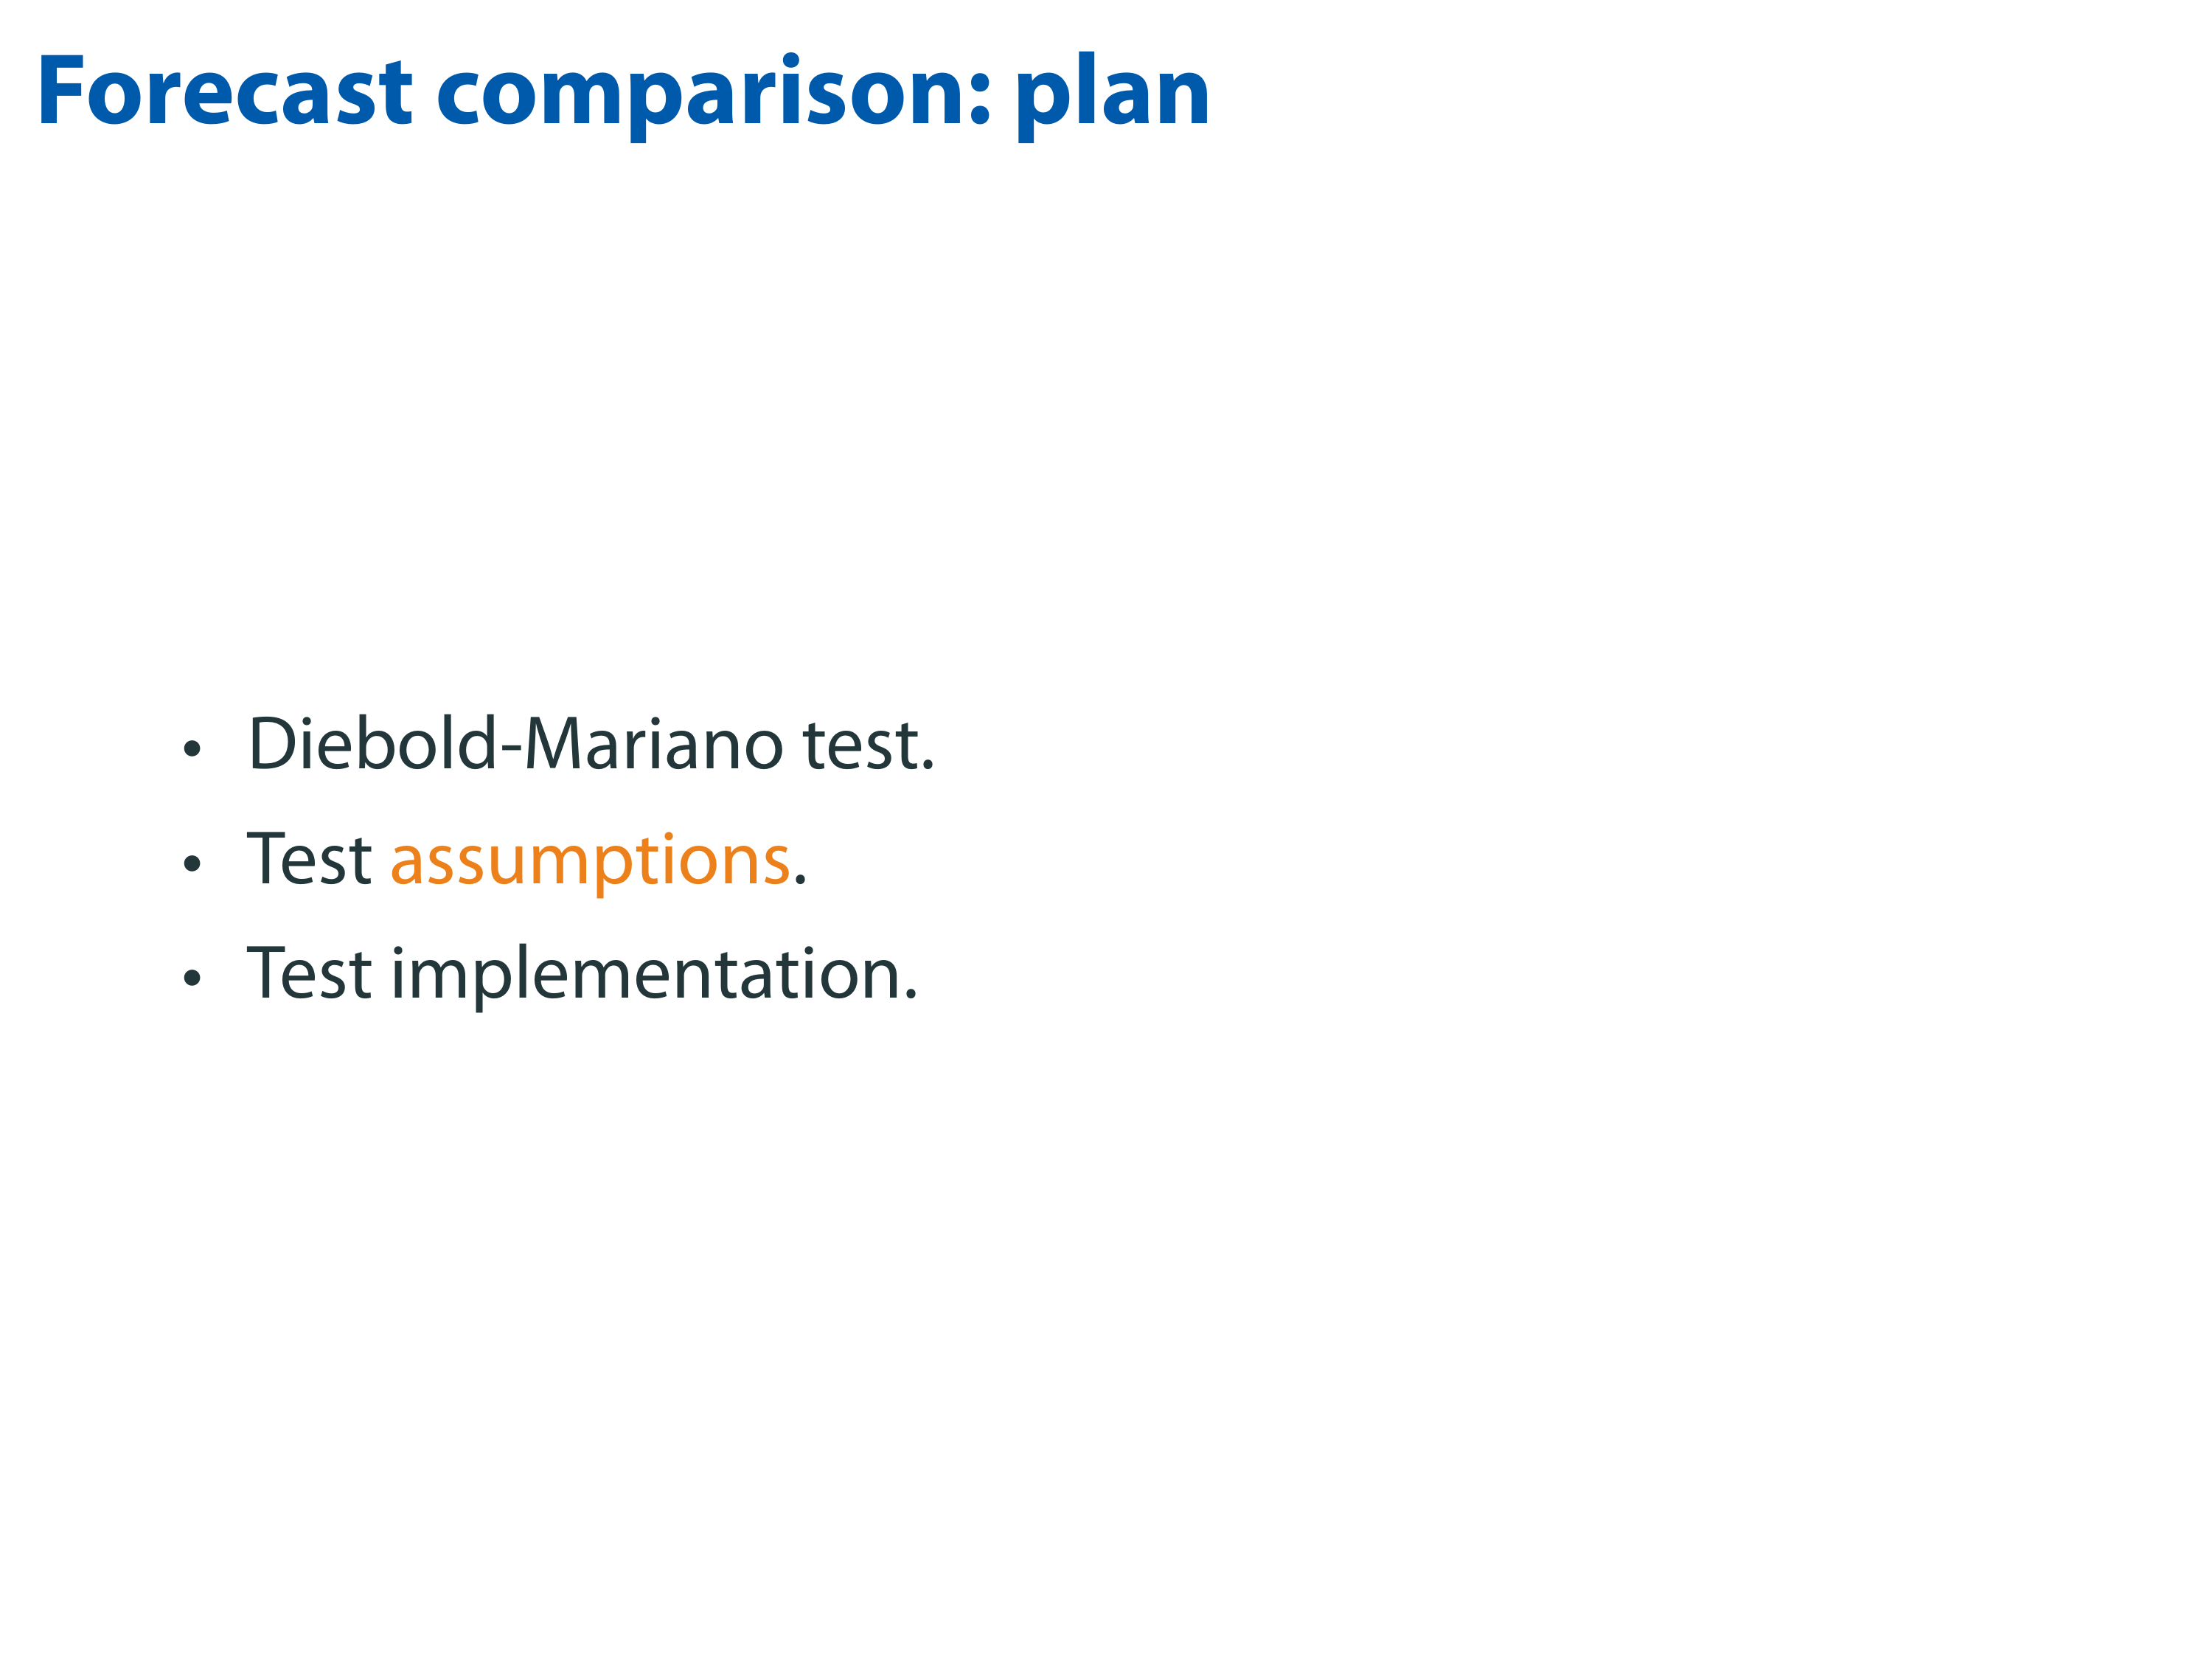 Forecast comparison: plan
• Diebold-Mariano test.
• Test assumptions.
• Test implementation.